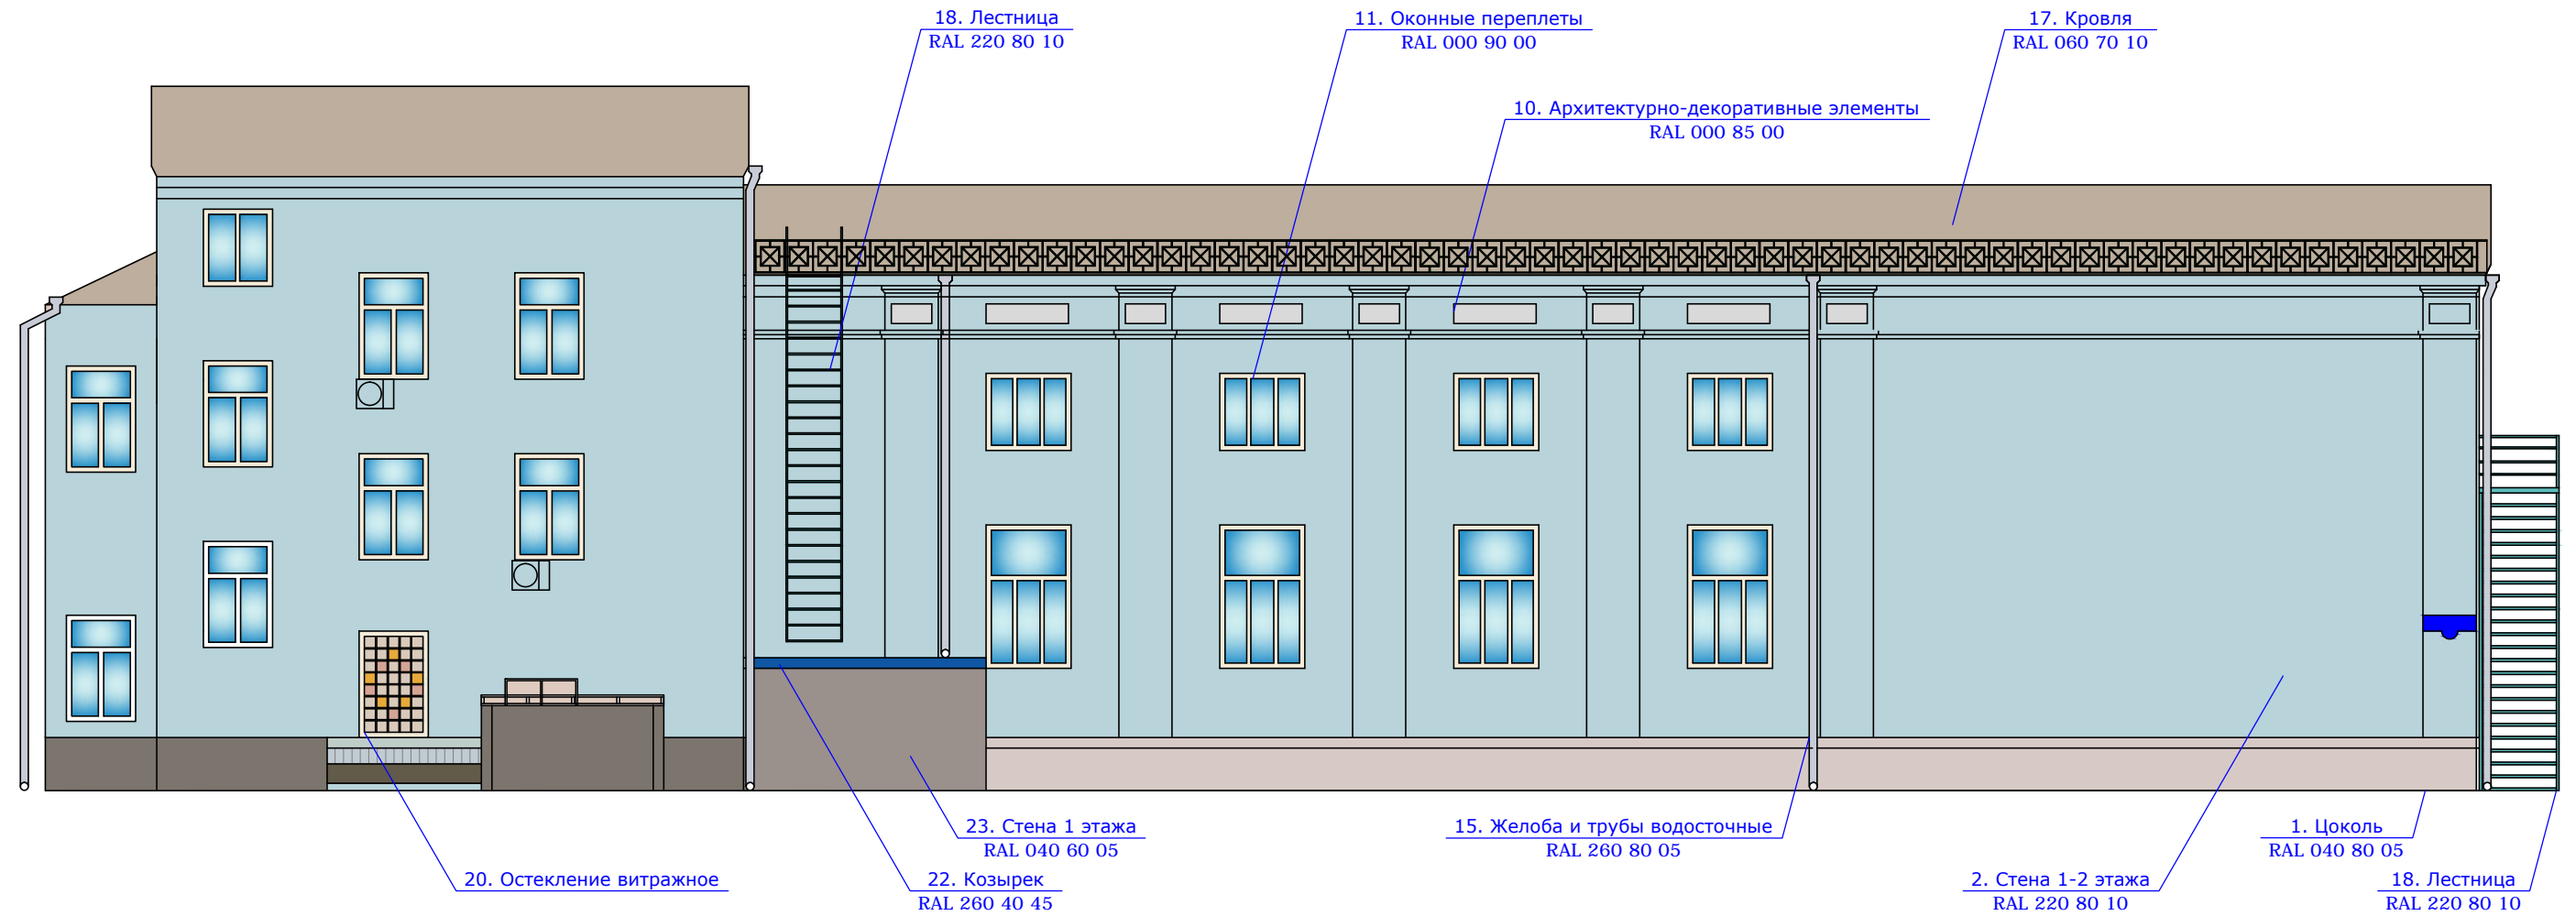 18. Лестница
RAL 220 80 10
11. Оконные переплеты
RAL 000 90 00
17. Кровля
RAL 060 70 10
10. Архитектурно-декоративные элементы
RAL 000 85 00
23. Стена 1 этажа
RAL 040 60 05
15. Желоба и трубы водосточные
RAL 260 80 05
1. Цоколь
RAL 040 80 05
20. Остекление витражное
22. Козырек
RAL 260 40 45
2. Стена 1-2 этажа
RAL 220 80 10
18. Лестница
RAL 220 80 10